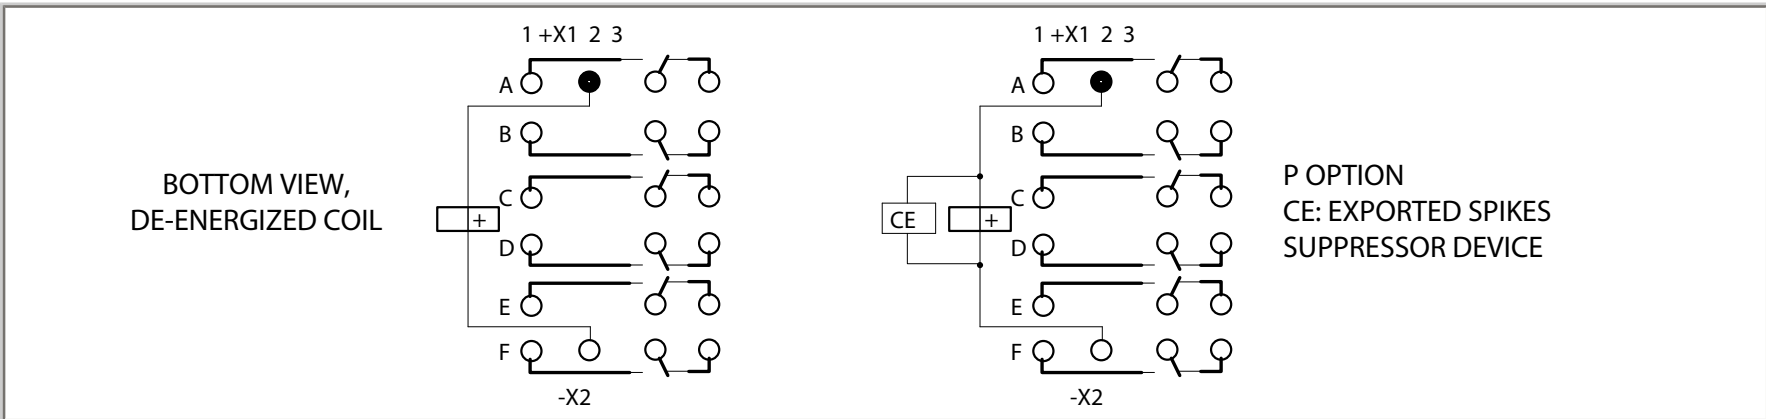 BOTTOM VIEW,
DE-ENERGIZED COIL
1 +X1 2 3
A
B
C
+
D
E
F
-X2
1 +X1 2 3
A
B
C
CE
+
D
E
F
-X2
P OPTION
CE: EXPORTED SPIKES
SUPPRESSOR DEVICE